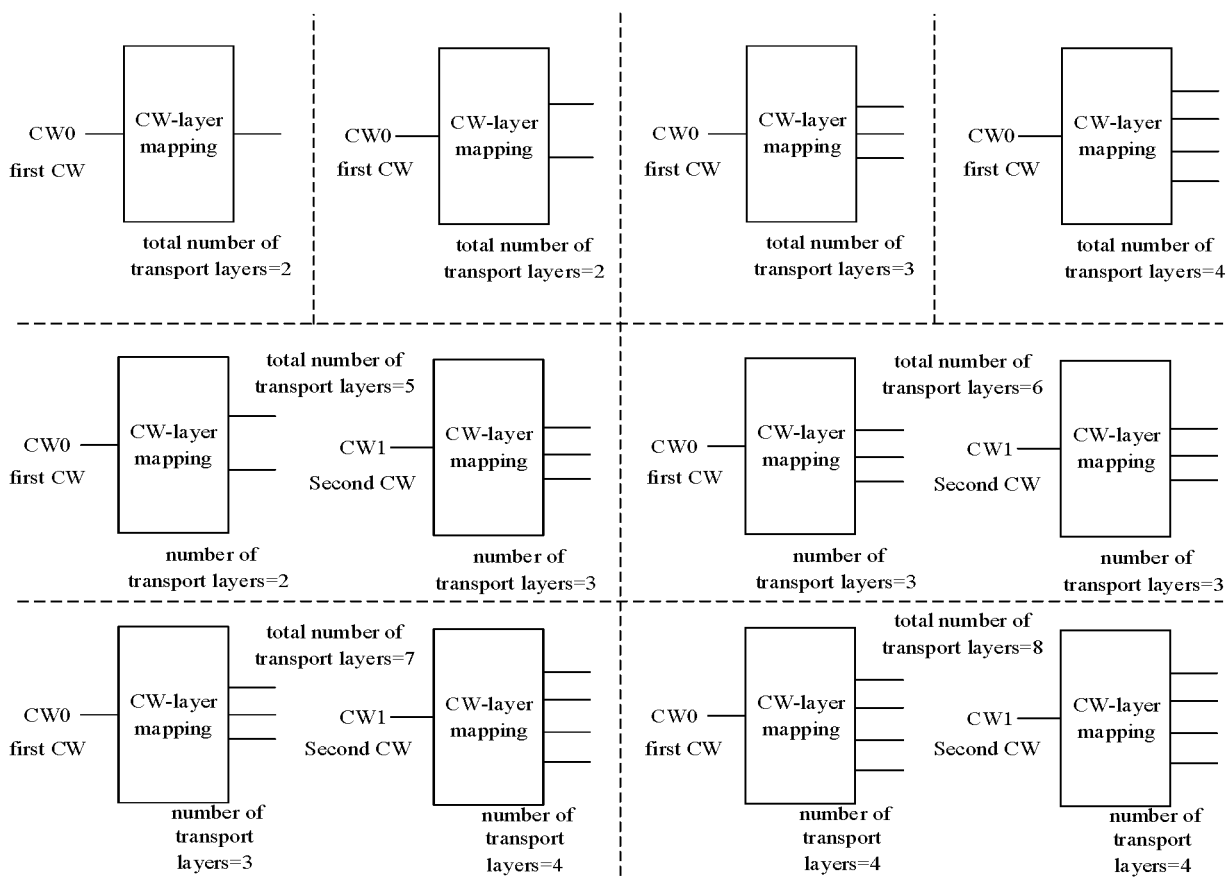 CW0
first CW
CW-layer
mapping
total number of
transport layers=2
CW0
first CW
CW-layer
mapping
total number of
transport layers=2
CW0
first CW
CW-layer
mapping
total number of
transport layers=3
CW0
first CW
CW-layer
mapping
total number of
transport layers=4
total number of
transport layers=5
CW0
first CW
CW-layer
mapping
number of
transport layers=2
CW1
Second CW
CW-layer
mapping
number of
transport layers=3
total number of
transport layers=6
CW0
first CW
CW-layer
mapping
number of
transport layers=3
CW1
Second CW
CW-layer
mapping
number of
transport layers=3
total number of
transport layers=7
CW0
first CW
CW-layer
mapping
number of
transport
layers=3
CW1
Second CW
CW-layer
mapping
number of
transport
layers=4
total number of
transport layers=8
CW0
first CW
CW-layer
mapping
number of
transport
layers=4
CW1
Second CW
CW-layer
mapping
number of
transport
layers=4